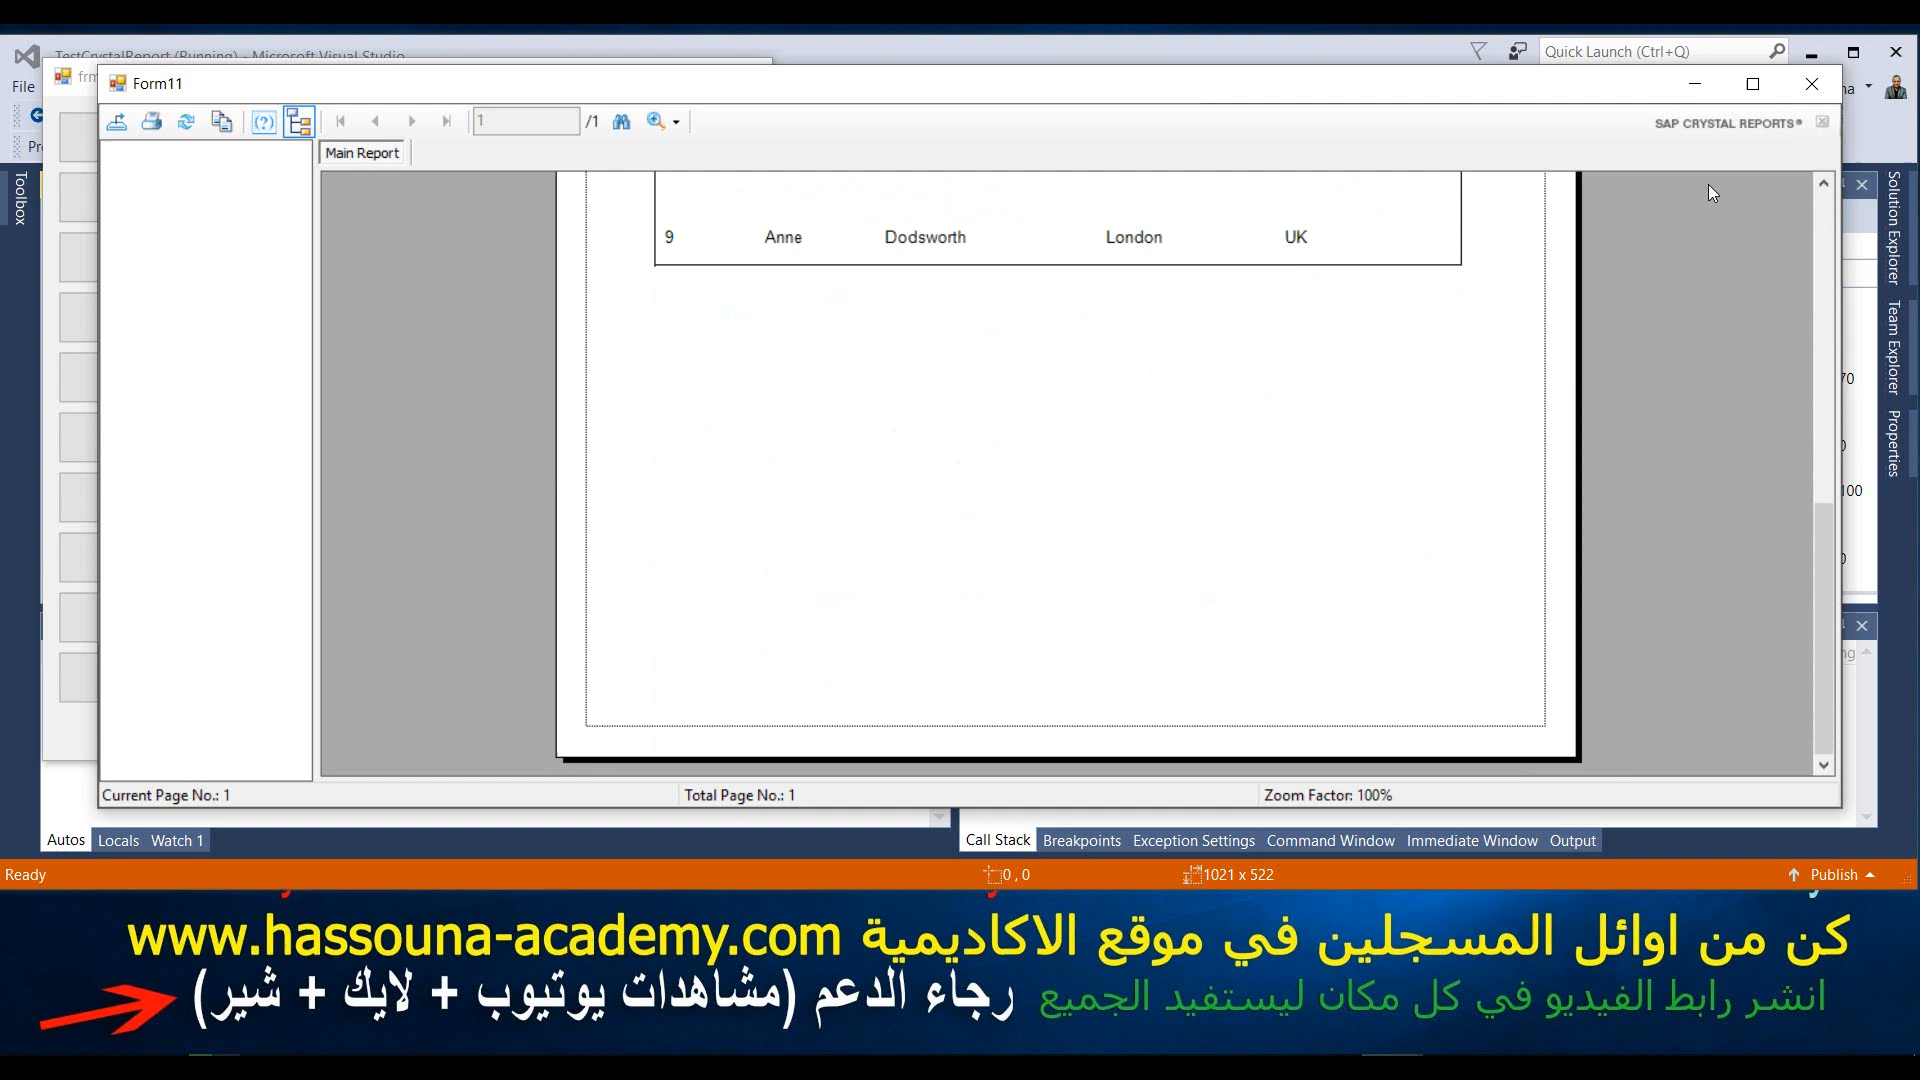 TestCrystalReport (Running) - Microsoft Visual Studio
Quick Launch (Ctrl+Q)
File
Form11
1 /1
SAP CRYSTAL REPORTS®
Main Report
Toolbox
Solution Explorer
Team Explorer
Properties
9 Anne Dodsworth London UK
Current Page No.: 1
Total Page No.: 1
Zoom Factor: 100%
Autos Locals Watch 1
Call Stack Breakpoints Exception Settings Command Window Immediate Window Output
Ready
0 , 0
1021 x 522
Publish
كن من اوائل المسجلين في موقع الاكاديمية www.hassouna-academy.com
انشر رابط الفيديو في كل مكان ليستفيد الجميع رجاء الدعم (مشاهدات يوتيوب + لايك + شير)